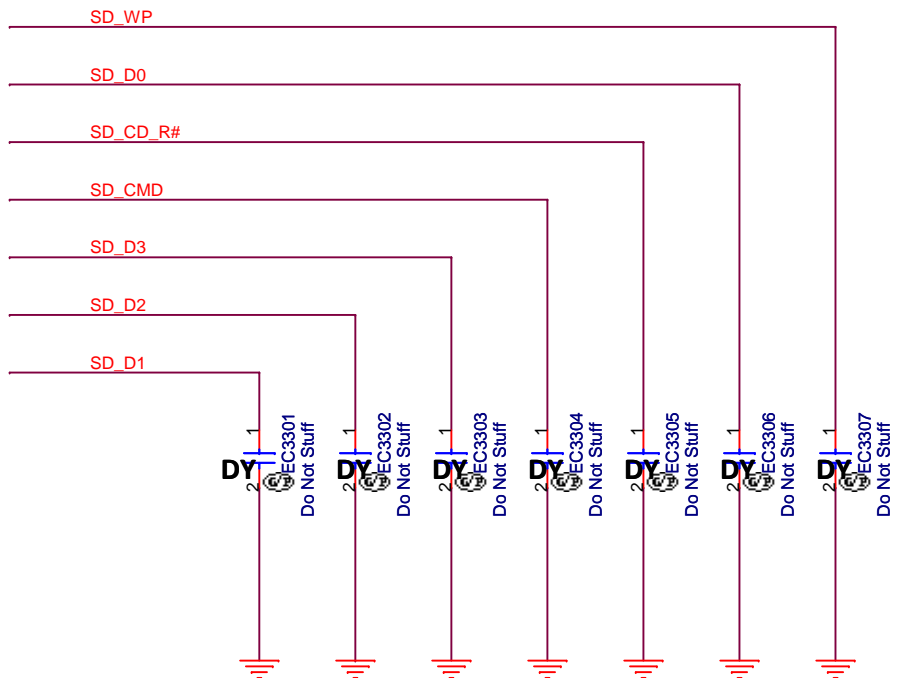 SD_WP
SD_D0
SD_CD_R#
SD_CMD
SD_D3
SD_D2
SD_D1
1
2
DY
EC3301
Do Not Stuff
1
2
DY
EC3302
Do Not Stuff
1
2
DY
EC3303
Do Not Stuff
1
2
DY
EC3304
Do Not Stuff
1
2
DY
EC3305
Do Not Stuff
1
2
DY
EC3306
Do Not Stuff
1
2
DY
EC3307
Do Not Stuff